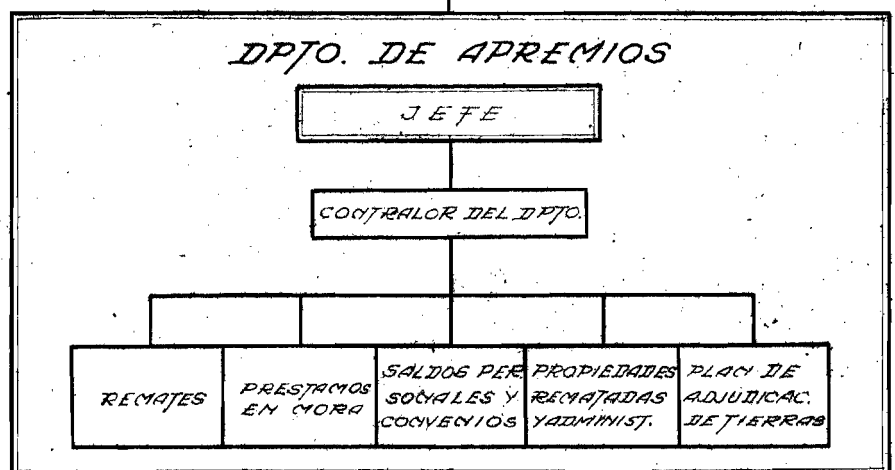 DPTO. DE APREMIOS
JEFE
CONTRALOR DEL DPTO.
REMATES
PRESTAMOS
EN MORA
SALDOS PER
SONALES Y
CONVENIOS
PROPIEDADES
REMATADAS
Y ADMINIST.
PLAN DE
ADJUDICAC.
DE TIERRAS